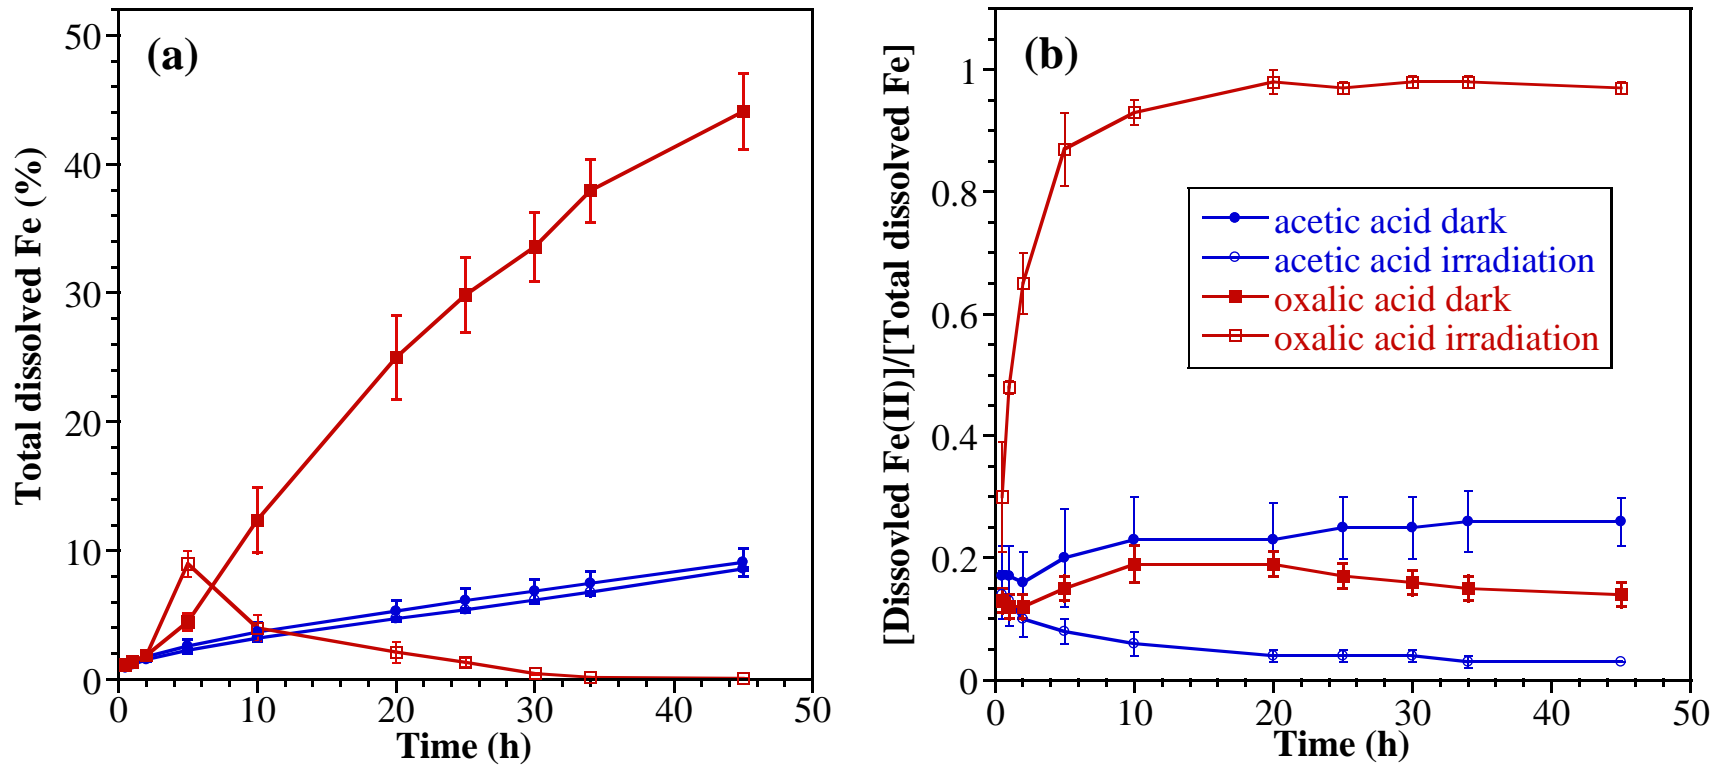 (a)
Total dissolved Fe (%)
50
40
30
20
10
0
0 10 20 30 40 50
Time (h)
(b)
[Dissovled Fe(II)]/[Total dissolved Fe]
1
0.8
0.6
0.4
0.2
0
acetic acid dark
acetic acid irradiation
oxalic acid dark
oxalic acid irradiation
0 10 20 30 40 50
Time (h)